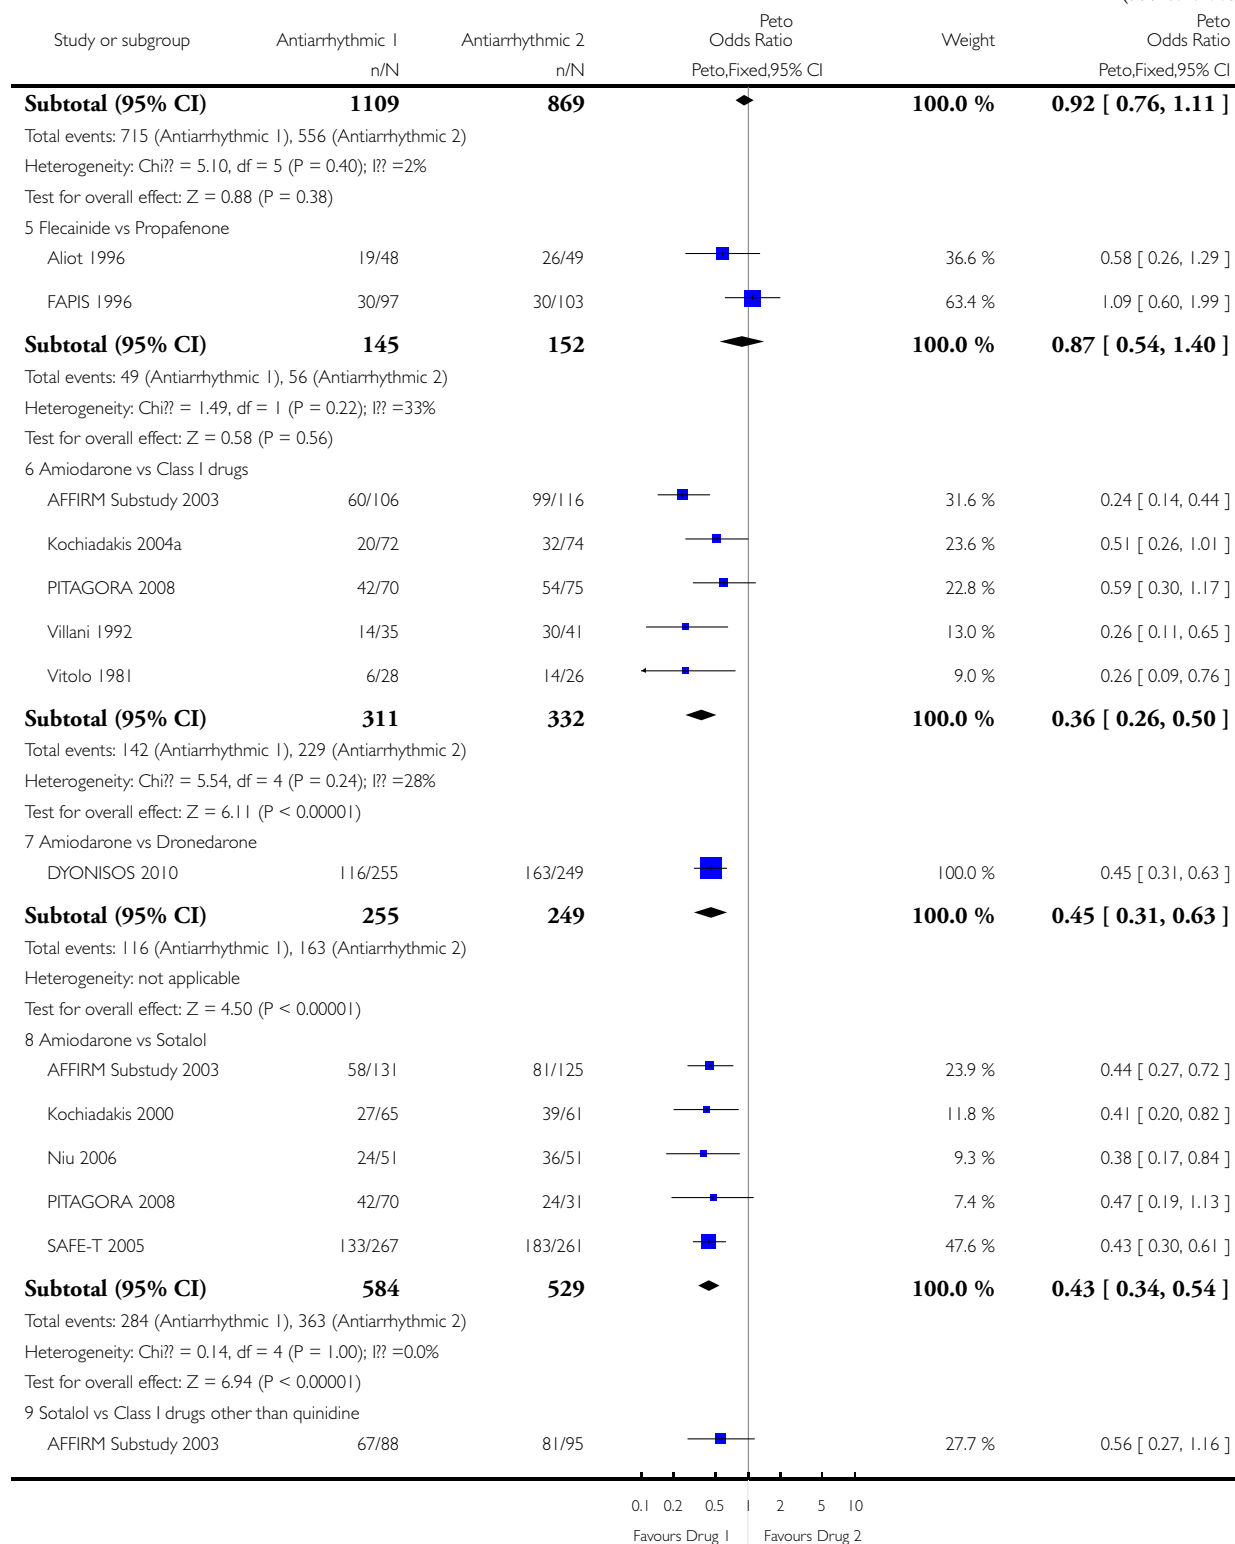 Study or subgroup Antiarrhythmic 1 Antiarrhythmic 2 Peto Odds Ratio Weight Peto Odds Ratio
n/N n/N Peto,Fixed,95% CI Peto,Fixed,95% CI
Subtotal (95% CI) 1109 869 100.0 % 0.92 [ 0.76, 1.11 ]
Total events: 715 (Antiarrhythmic 1), 556 (Antiarrhythmic 2)
Heterogeneity: Chi?? = 5.10, df = 5 (P = 0.40); I?? =2%
Test for overall effect: Z = 0.88 (P = 0.38)
5 Flecainide vs Propafenone
Aliot 1996 19/48 26/49 36.6 % 0.58 [ 0.26, 1.29 ]
FAPIS 1996 30/97 30/103 63.4 % 1.09 [ 0.60, 1.99 ]
Subtotal (95% CI) 145 152 100.0 % 0.87 [ 0.54, 1.40 ]
Total events: 49 (Antiarrhythmic 1), 56 (Antiarrhythmic 2)
Heterogeneity: Chi?? = 1.49, df = 1 (P = 0.22); I?? =33%
Test for overall effect: Z = 0.58 (P = 0.56)
6 Amiodarone vs Class I drugs
AFFIRM Substudy 2003 60/106 99/116 31.6 % 0.24 [ 0.14, 0.44 ]
Kochiadakis 2004a 20/72 32/74 23.6 % 0.51 [ 0.26, 1.01 ]
PITAGORA 2008 42/70 54/75 22.8 % 0.59 [ 0.30, 1.17 ]
Villani 1992 14/35 30/41 13.0 % 0.26 [ 0.11, 0.65 ]
Vitolo 1981 6/28 14/26 9.0 % 0.26 [ 0.09, 0.76 ]
Subtotal (95% CI) 311 332 100.0 % 0.36 [ 0.26, 0.50 ]
Total events: 142 (Antiarrhythmic 1), 229 (Antiarrhythmic 2)
Heterogeneity: Chi?? = 5.54, df = 4 (P = 0.24); I?? =28%
Test for overall effect: Z = 6.11 (P < 0.00001)
7 Amiodarone vs Dronedarone
DYONISOS 2010 116/255 163/249 100.0 % 0.45 [ 0.31, 0.63 ]
Subtotal (95% CI) 255 249 100.0 % 0.45 [ 0.31, 0.63 ]
Total events: 116 (Antiarrhythmic 1), 163 (Antiarrhythmic 2)
Heterogeneity: not applicable
Test for overall effect: Z = 4.50 (P < 0.00001)
8 Amiodarone vs Sotalol
AFFIRM Substudy 2003 58/131 81/125 23.9 % 0.44 [ 0.27, 0.72 ]
Kochiadakis 2000 27/65 39/61 11.8 % 0.41 [ 0.20, 0.82 ]
Niu 2006 24/51 36/51 9.3 % 0.38 [ 0.17, 0.84 ]
PITAGORA 2008 42/70 24/31 7.4 % 0.47 [ 0.19, 1.13 ]
SAFE-T 2005 133/267 183/261 47.6 % 0.43 [ 0.30, 0.61 ]
Subtotal (95% CI) 584 529 100.0 % 0.43 [ 0.34, 0.54 ]
Total events: 284 (Antiarrhythmic 1), 363 (Antiarrhythmic 2)
Heterogeneity: Chi?? = 0.14, df = 4 (P = 1.00); I?? =0.0%
Test for overall effect: Z = 6.94 (P < 0.00001)
9 Sotalol vs Class I drugs other than quinidine
AFFIRM Substudy 2003 67/88 81/95 27.7 % 0.56 [ 0.27, 1.16 ]
0.1 0.2 0.5 1 2 5 10
Favours Drug 1 Favours Drug 2